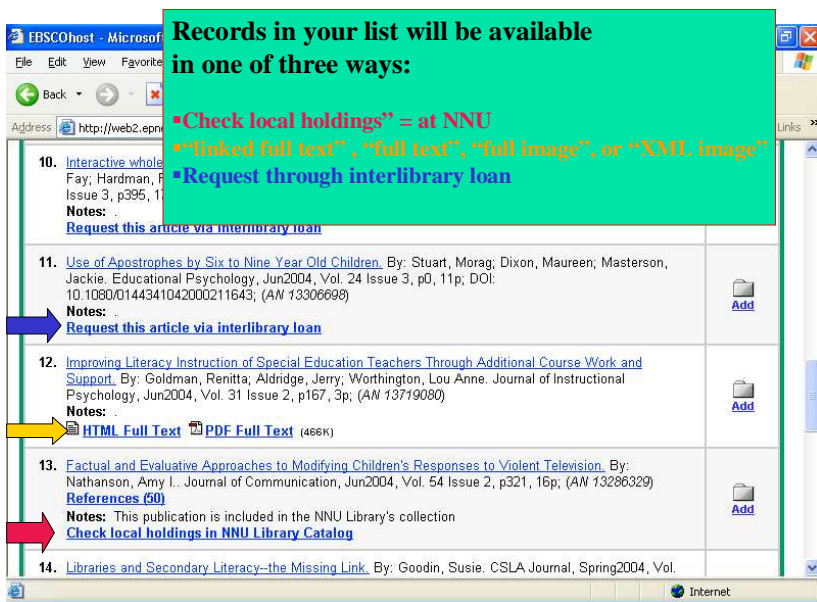 EBSCOhost - Microsof
Records in your list will be available
in one of three ways:
▪Check local holdings” = at NNU
▪“linked full text” , “full text”, “full image”, or “XML image”
▪Request through interlibrary loan
File Edit View Favorite
Back
Address http://web2.epne
Links »
10. Interactive whole
Fay; Hardman, F
Issue 3, p395, 1
Notes: .
Request this article via interlibrary loan
11. Use of Apostrophes by Six to Nine Year Old Children. By: Stuart, Morag; Dixon, Maureen; Masterson,
Jackie. Educational Psychology, Jun2004, Vol. 24 Issue 3, p0, 11p; DOI:
10.1080/0144341042000211643; (AN 13306698)
Notes: .
Request this article via interlibrary loan
Add
12. Improving Literacy Instruction of Special Education Teachers Through Additional Course Work and
Support. By: Goldman, Renitta; Aldridge, Jerry; Worthington, Lou Anne. Journal of Instructional
Psychology, Jun2004, Vol. 31 Issue 2, p167, 3p; (AN 13719080)
Notes: .
HTML Full Text PDF Full Text (466K)
Add
13. Factual and Evaluative Approaches to Modifying Children's Responses to Violent Television. By:
Nathanson, Amy I.. Journal of Communication, Jun2004, Vol. 54 Issue 2, p321, 16p; (AN 13286329)
References (50)
Notes: This publication is included in the NNU Library's collection
Check local holdings in NNU Library Catalog
Add
14. Libraries and Secondary Literacy--the Missing Link. By: Goodin, Susie. CSLA Journal, Spring2004, Vol.
Internet